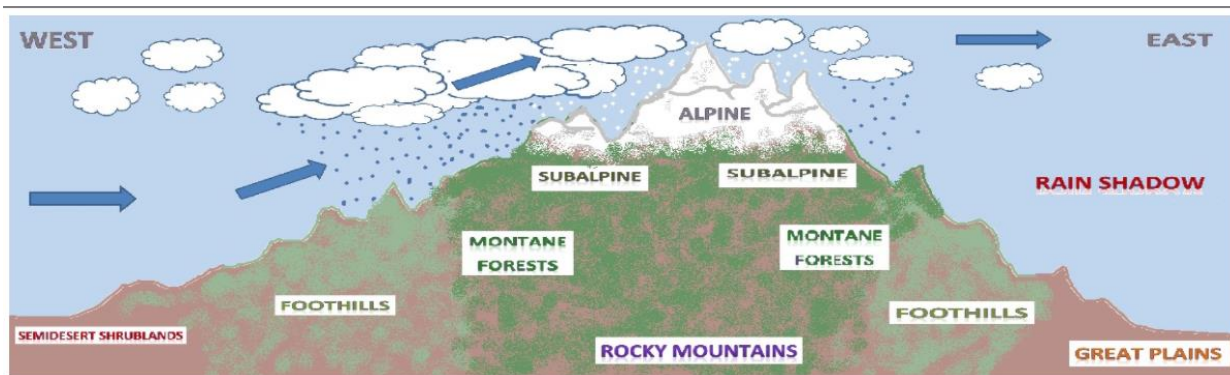 WEST
EAST
ALPINE
SUBALPINE
SUBALPINE
RAIN SHADOW
MONTANE
FORESTS
MONTANE
FORESTS
FOOTHILLS
FOOTHILLS
SEMIDESERT SHRUBLANDS
ROCKY MOUNTAINS
GREAT PLAINS